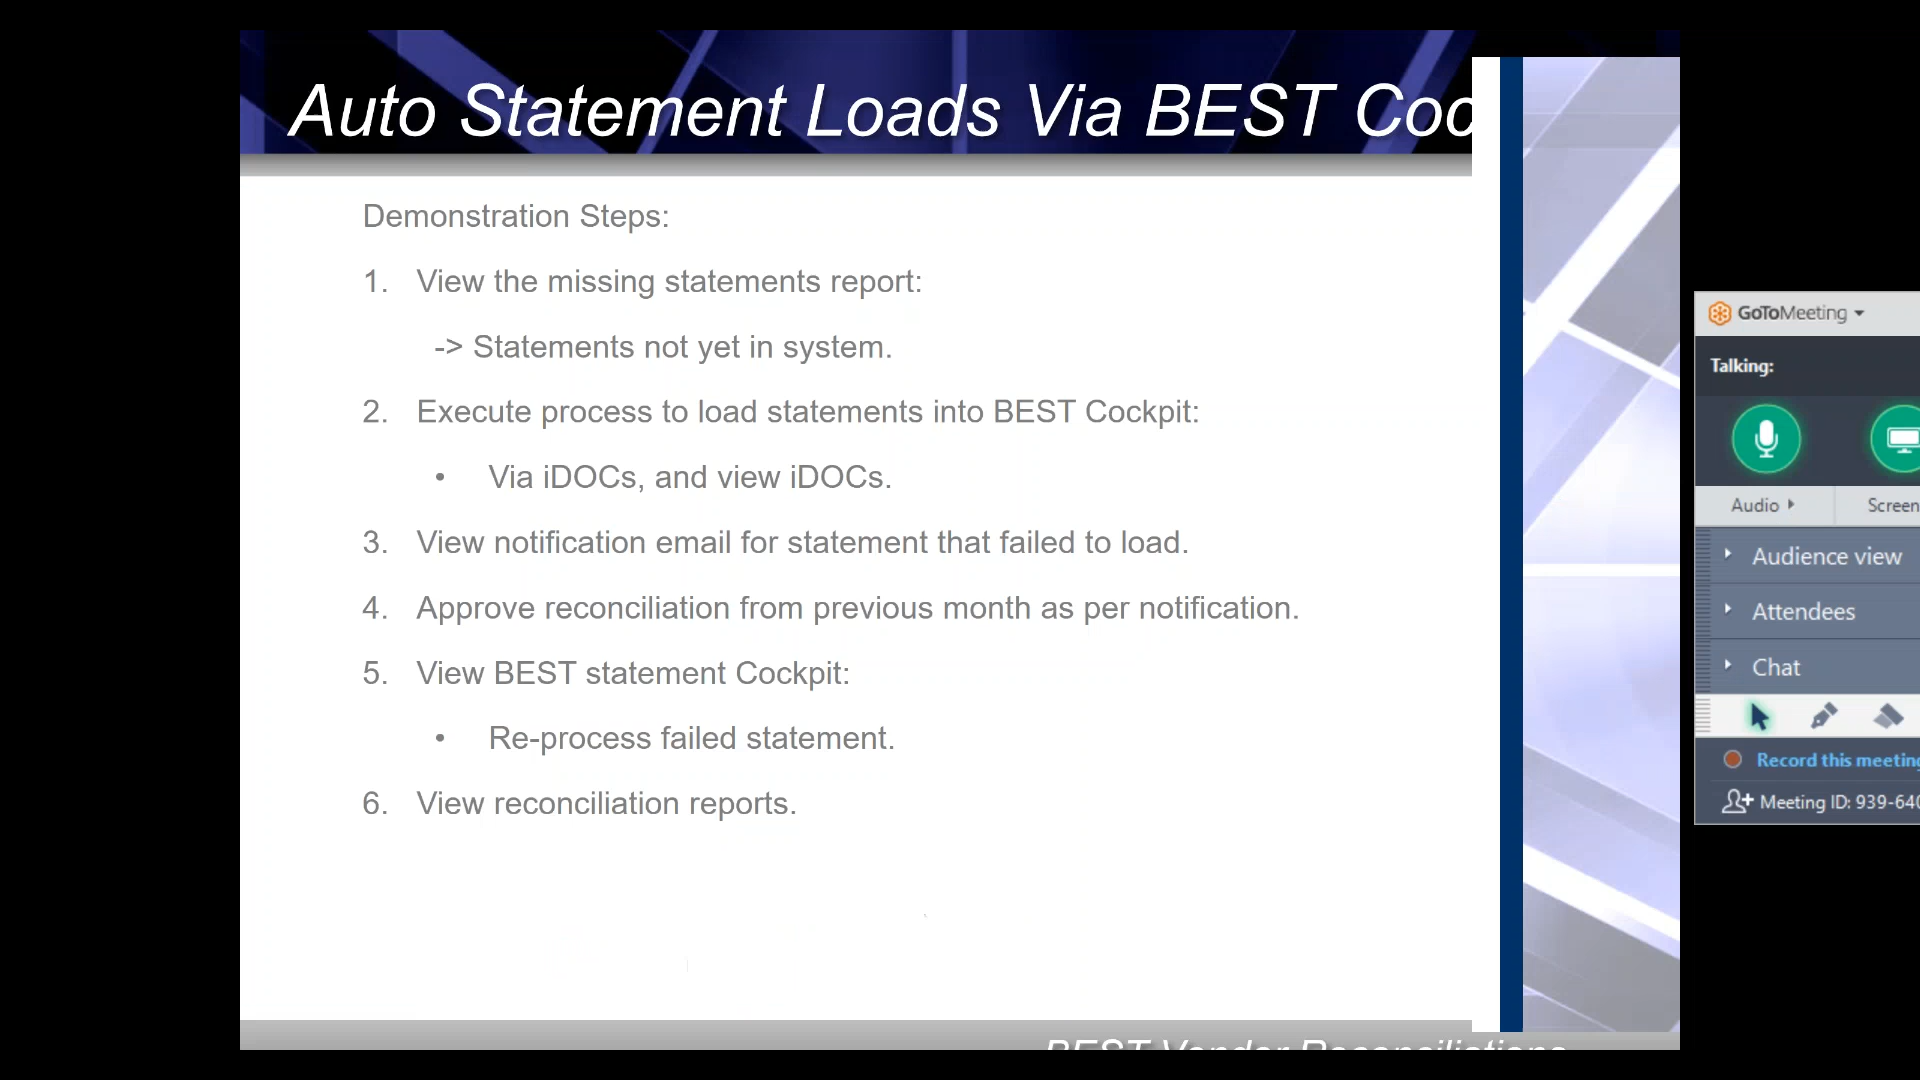 Auto Statement Loads Via BEST Coc
Demonstration Steps:
1. View the missing statements report:
-> Statements not yet in system.
2. Execute process to load statements into BEST Cockpit:
• Via iDOCs, and view iDOCs.
3. View notification email for statement that failed to load.
4. Approve reconciliation from previous month as per notification.
5. View BEST statement Cockpit:
• Re-process failed statement.
6. View reconciliation reports.
BEST Vendor Reconciliations
GoToMeeting
Talking:
Audio
Screen
Audience view
Attendees
Chat
Record this meeting
Meeting ID: 939-640